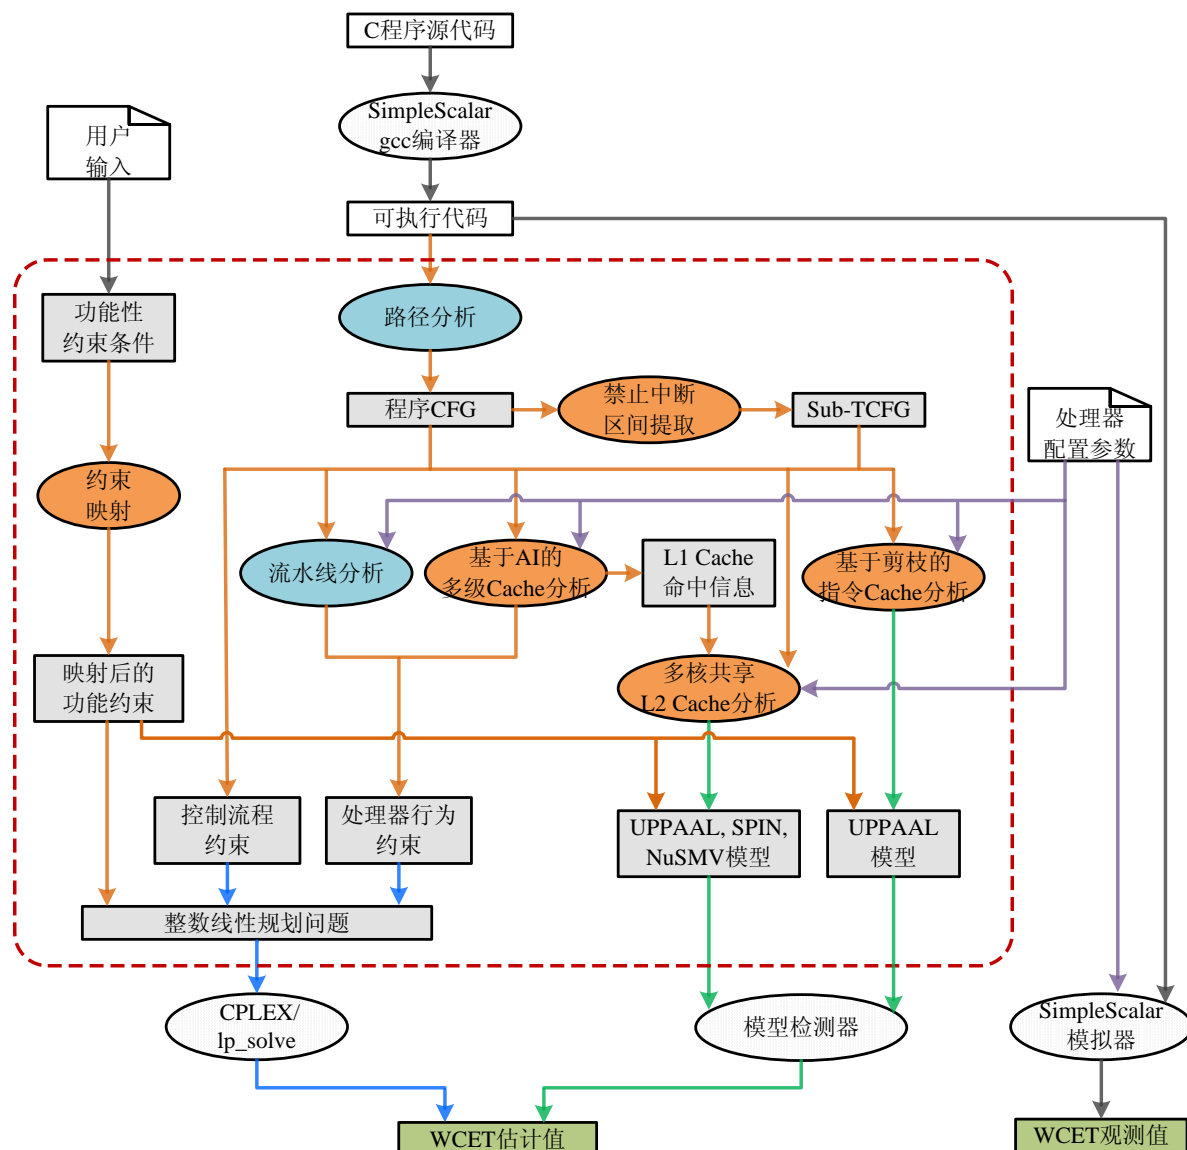 C程序源代码
SimpleScalar
gcc编译器
用户
输入
可执行代码
功能性
约束条件
路径分析
程序CFG
禁止中断
区间提取
Sub-TCFG
处理器
配置参数
约束
映射
流水线分析
基于AI的
多级Cache分析
L1 Cache
命中信息
基于剪枝的
指令Cache分析
映射后的
功能约束
多核共享
L2 Cache分析
控制流程
约束
处理器行为
约束
UPPAAL, SPIN,
NuSMV模型
UPPAAL
模型
整数线性规划问题
CPLEX/
lp_solve
模型检测器
SimpleScalar
模拟器
WCET估计值
WCET观测值